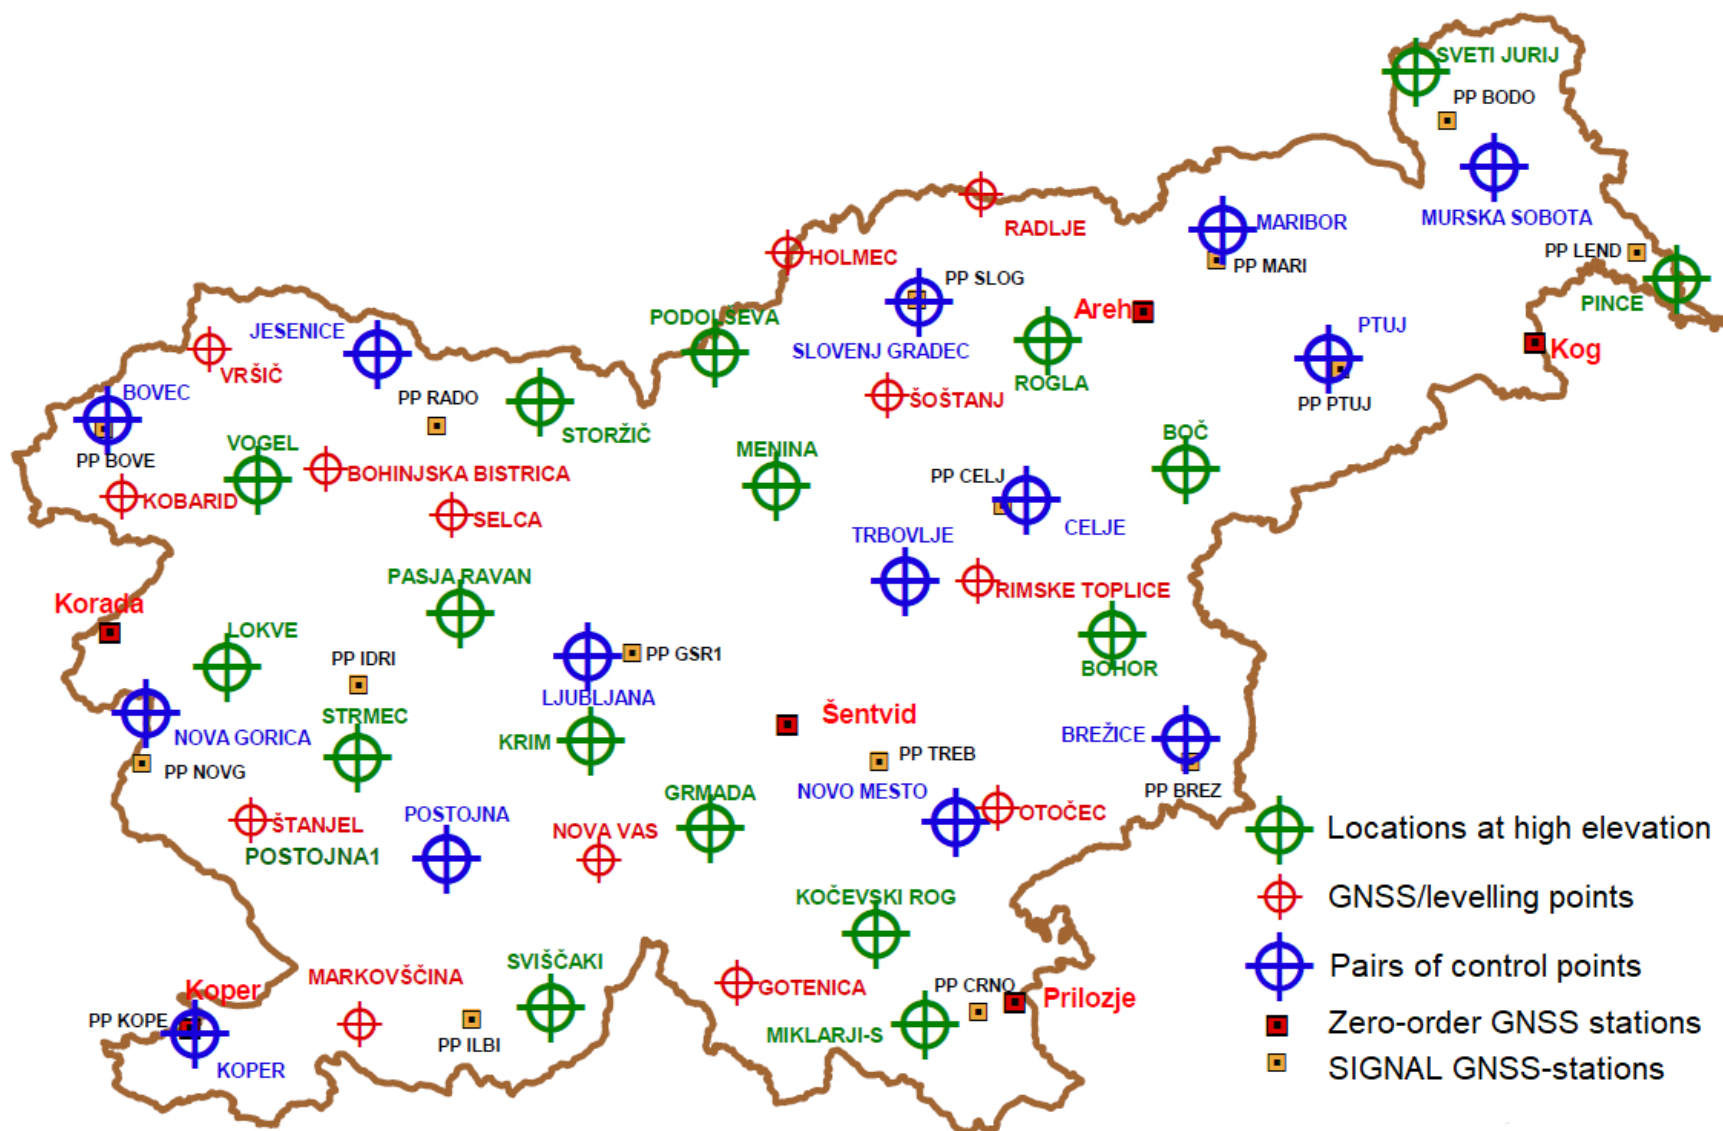 SVETI JURIJ
PP BODO
RADLJE
MARIBOR
MURSKA SOBOTA
HOLMEC
PP MARI
PP LEND
PP SLOG
PINCE
Areh
PODOLŠEVA
JESENICE
PTUJ
Kog
SLOVENJ GRADEC
VRŠIČ
ROGLA
BOVEC
PP RADO
ŠOŠTANJ
PP PTUJ
STORŽIČ
BOČ
VOGEL
MENINA
PP BOVE
BOHINJSKA BISTRICA
PP CELJ
KOBARID
SELCA
CELJE
TRBOVLJE
PASJA RAVAN
RIMSKE TOPLICE
Korada
LOKVE
PP IDRI
PP GSR1
BOHOR
LJUBLJANA
STRMEC
Šentvid
NOVA GORICA
KRIM
BREŽICE
PP TREB
PP NOVG
GRMADA
NOVO MESTO
PP BREZ
POSTOJNA
OTOČEC
ŠTANJEL
NOVA VAS
Locations at high elevation
POSTOJNA1
KOČEVSKI ROG
GNSS/levelling points
SVIŠČAKI
Pairs of control points
MARKOVŠČINA
Koper
GOTENICA
PP CRNO
Prilozje
PP KOPE
Zero-order GNSS stations
MIKLARJI-S
PP ILBI
KOPER
SIGNAL GNSS-stations